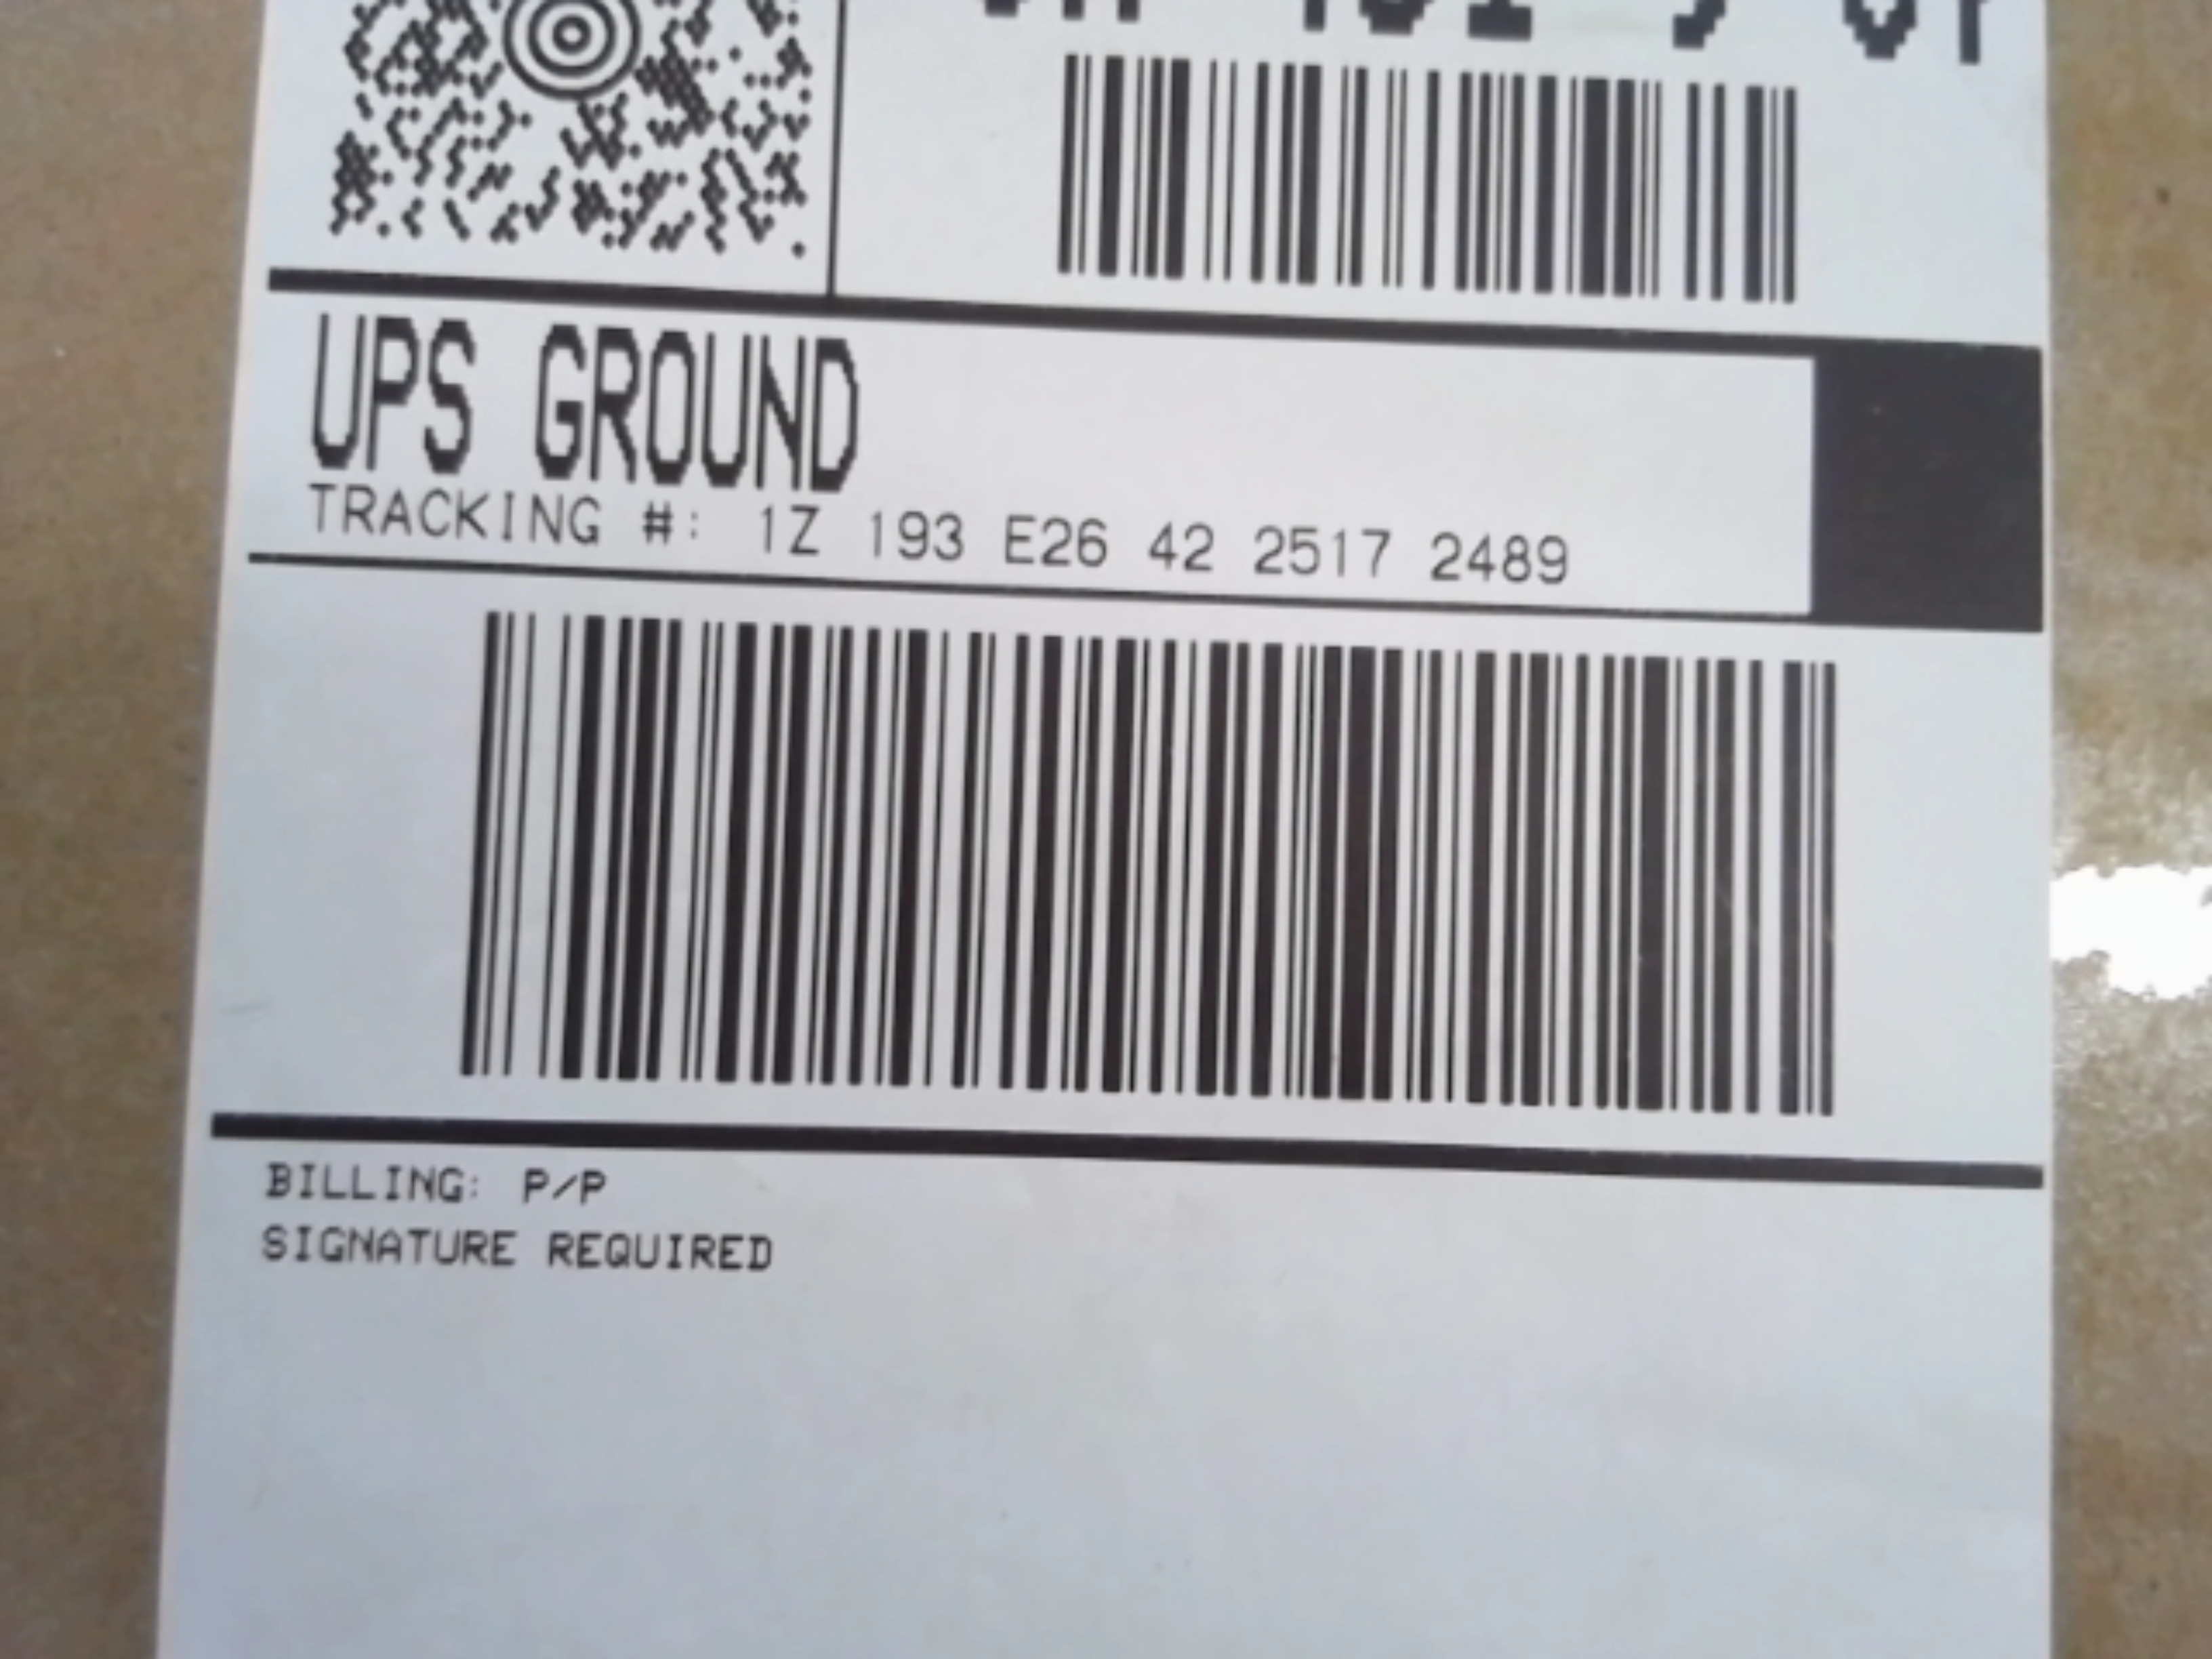 UPS GROUND
TRACKING #: 1Z 193 E26 42 2517 2489
BILLING: P/P
SIGNATURE REQUIRED